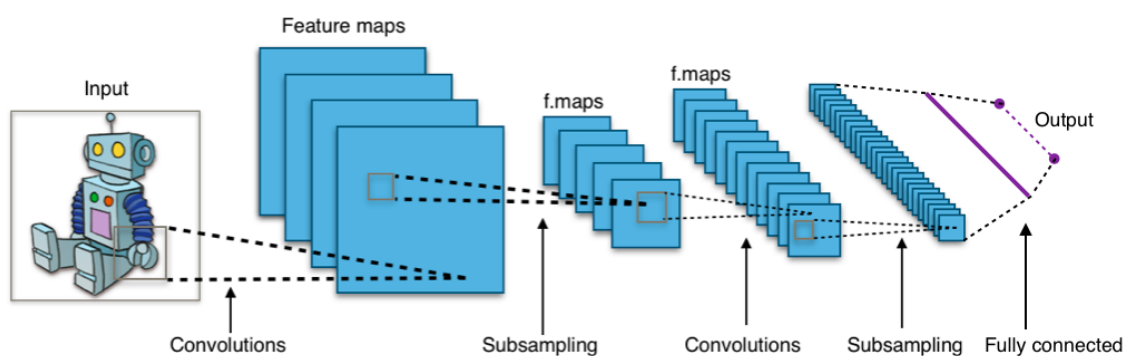 Feature maps
Input
f.maps
f.maps
Output
Convolutions
Subsampling
Convolutions
Subsampling
Fully connected